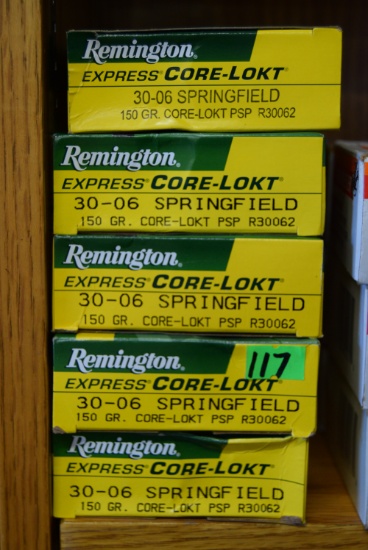 Remington.
EXPRESS® CORE-LOKT®
30-06 SPRINGFIELD
150 GR. CORE-LOKT PSP R30062
Remington.
EXPRESS® CORE-LOKT®
30-06 SPRINGFIELD
150 GR. CORE-LOKT PSP R30062
Remington.
EXPRESS® CORE-LOKT®
30-06 SPRINGFIELD
150 GR. CORE-LOKT PSP R30062
Remington.
117
EXPRESS® CORE-LOKT®
30-06 SPRINGFIELD
150 GR. CORE-LOKT PSP R30062
Remington.
EXPRESS® CORE-LOKT®
30-06 SPRINGFIELD
150 GR. CORE-LOKT PSP R30062